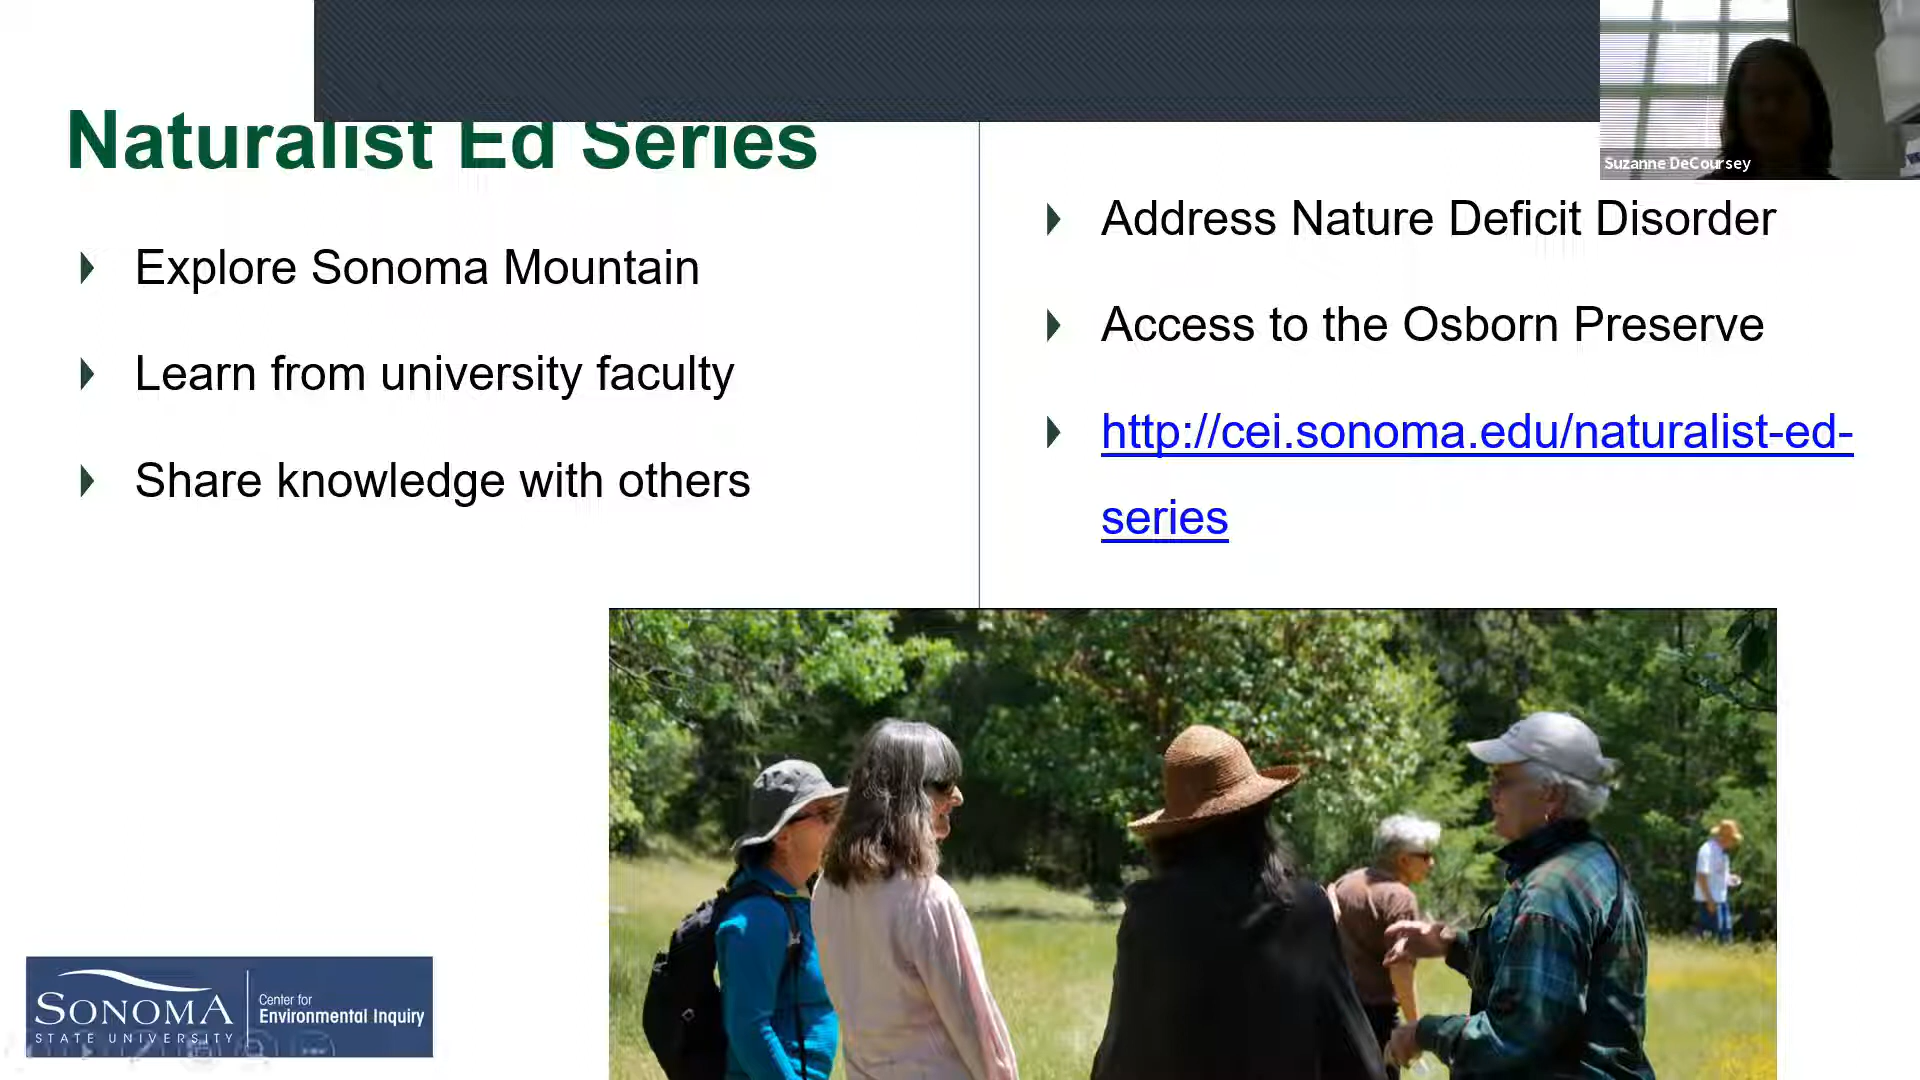 Naturalist Ed Series
Explore Sonoma Mountain
Learn from university faculty
Share knowledge with others
Address Nature Deficit Disorder
Access to the Osborn Preserve
http://cei.sonoma.edu/naturalist-ed-
series
Suzanne DeCoursey
SONOMA
STATE UNIVERSITY
Center for
Environmental Inquiry